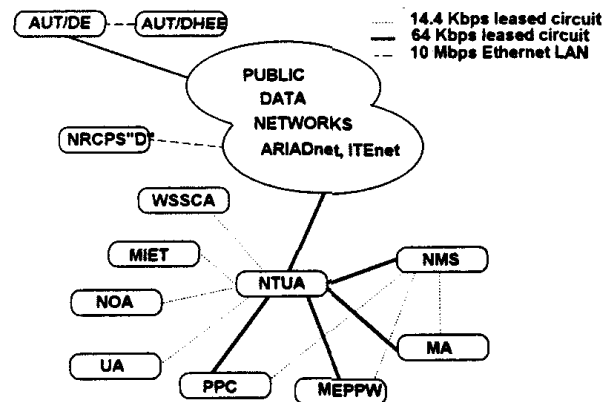 AUT/DE
AUT/DHEE
14.4 Kbps leased circuit
64 Kbps leased circuit
10 Mbps Ethernet LAN
PUBLIC
DATA
NETWORKS
ARIADnet, ITEnet
NRCPS"D"
WSSCA
MIET
NTUA
NMS
NOA
MA
UA
PPC
MEPPW